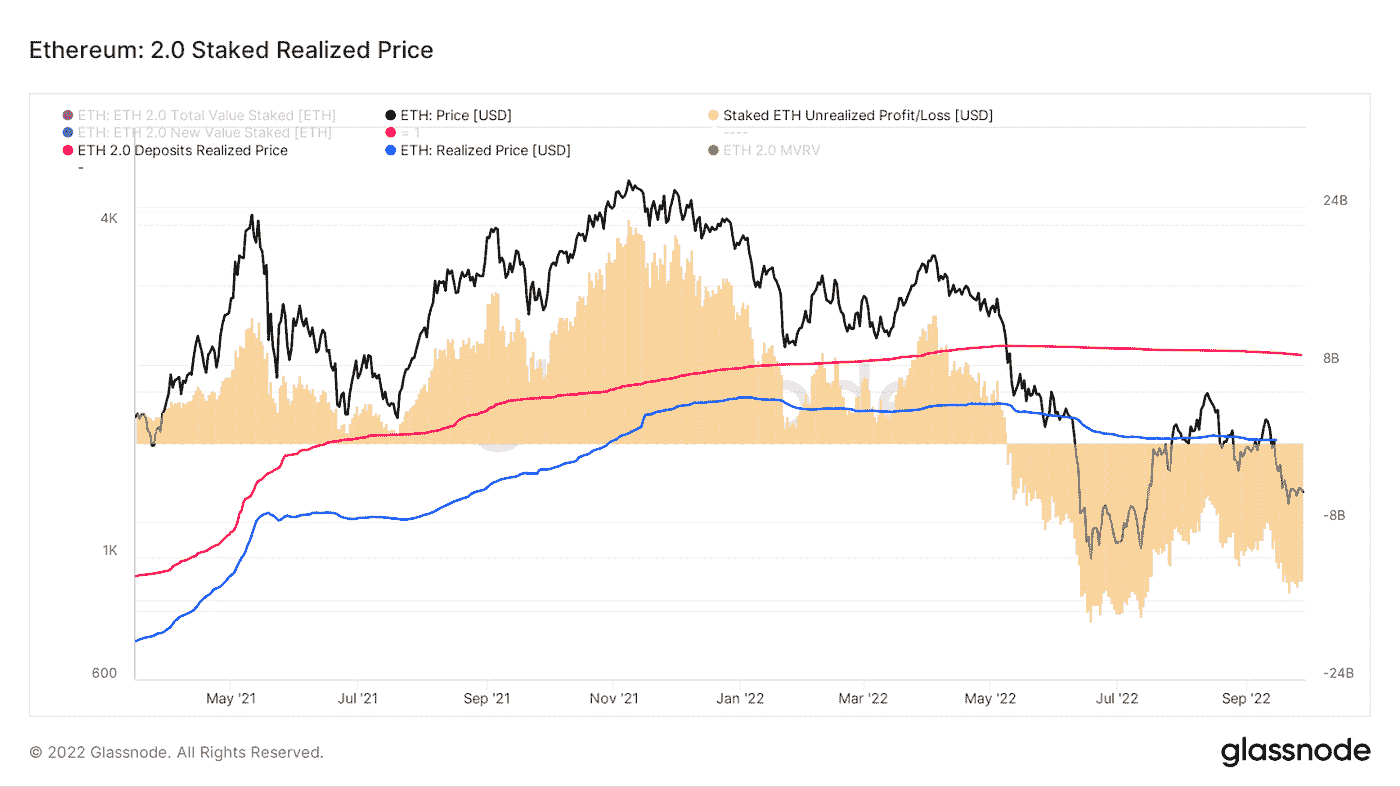 Ethereum: 2.0 Staked Realized Price
ETH: ETH 2.0 Total Value Staked [ETH] ETH: Price [USD] Staked ETH Unrealized Profit/Loss [USD]
ETH: ETH 2.0 New Value Staked [ETH] = 1 ----
ETH 2.0 Deposits Realized Price ETH: Realized Price [USD] ETH 2.0 MVRV
-
24B
4K
8B
-8B
1K
600 -24B
May '21 Jul '21 Sep '21 Nov '21 Jan '22 Mar '22 May '22 Jul '22 Sep '22
© 2022 Glassnode. All Rights Reserved. glassnode